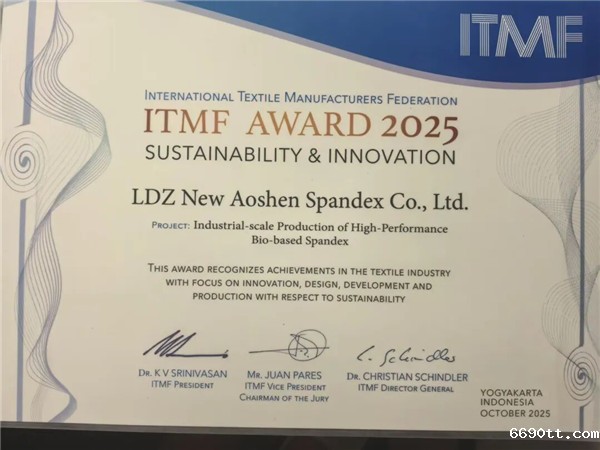 ITMF
INTERNATIONAL TEXTILE MANUFACTURERS FEDERATION
ITMF AWARD 2025
SUSTAINABILITY & INNOVATION
LDZ New Aoshen Spandex Co., Ltd.
PROJECT: Industrial-scale Production of High-Performance
Bio-based Spandex
THIS AWARD RECOGNIZES ACHIEVEMENTS IN THE TEXTILE INDUSTRY
WITH FOCUS ON INNOVATION, DESIGN, DEVELOPMENT AND
PRODUCTION WITH RESPECT TO SUSTAINABILITY
C. Schindler
DR. K V SRINIVASAN
ITMF PRESIDENT
MR. JUAN PARES
ITMF VICE PRESIDENT
CHAIRMAN OF THE JURY
DR. CHRISTIAN SCHINDLER
ITMF DIRECTOR GENERAL
YOGYAKARTA
INDONESIA
OCTOBER 2025
6690tt.com